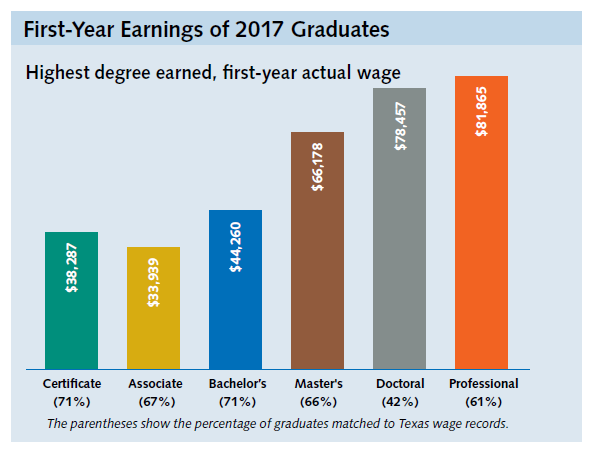 First-Year Earnings of 2017 Graduates
Highest degree earned, first-year actual wage
$38,287
$33,939
$44,260
$66,178
$78,457
$81,865
Certificate Associate Bachelor's Master's Doctoral Professional
(71%) (67%) (71%) (66%) (42%) (61%)
The parentheses show the percentage of graduates matched to Texas wage records.